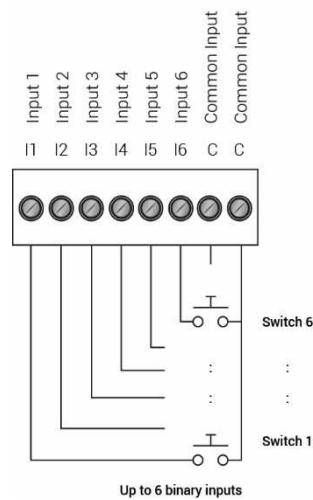 Input 1
Input 2
Input 3
Input 4
Input 5
Input 6
Common Input
Common Input
I1 I2 I3 I4 I5 I6 C C
Switch 6
: :
: :
Switch 1
Up to 6 binary inputs